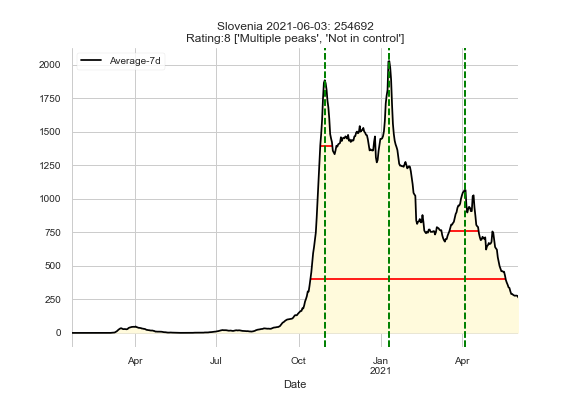 Slovenia 2021-06-03: 254692
Rating:8 ['Multiple peaks', 'Not in control']
Average-7d
2000
1750
1500
1250
1000
750
500
250
0
Apr
Jul
Oct
Jan
2021
Apr
Date